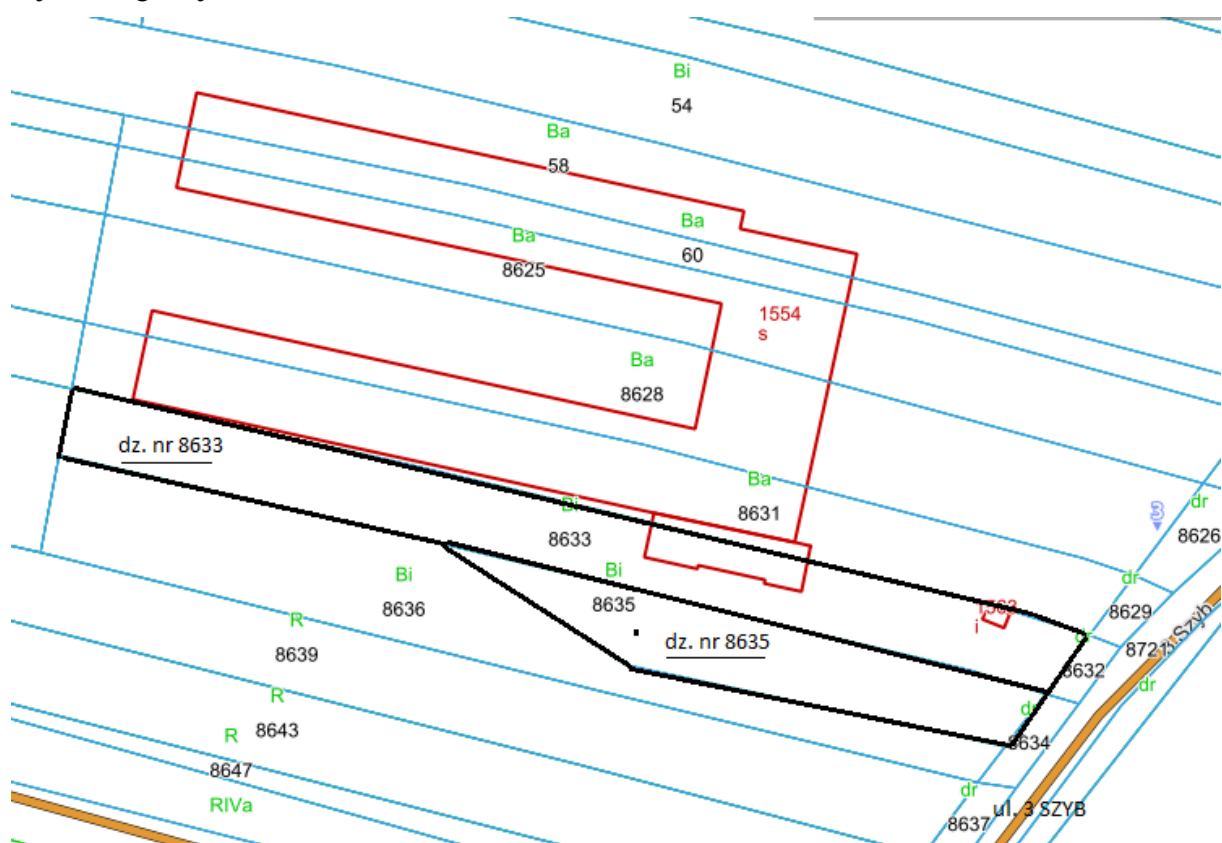 Bi
54
Ba
58
Ba
60
Ba
8625
1554
s
Ba
8628
dz. nr 8633
Ba
8631
Bi
8633
Bi
8635
Bi
8636
dz. nr 8635
R
8639
R
8643
R
8647
RIVa
i
dr
8626
dr
8629
3 Szyb
8721
dr
8632
dr
8634
dr
dr
8637
ul. 3 SZYB